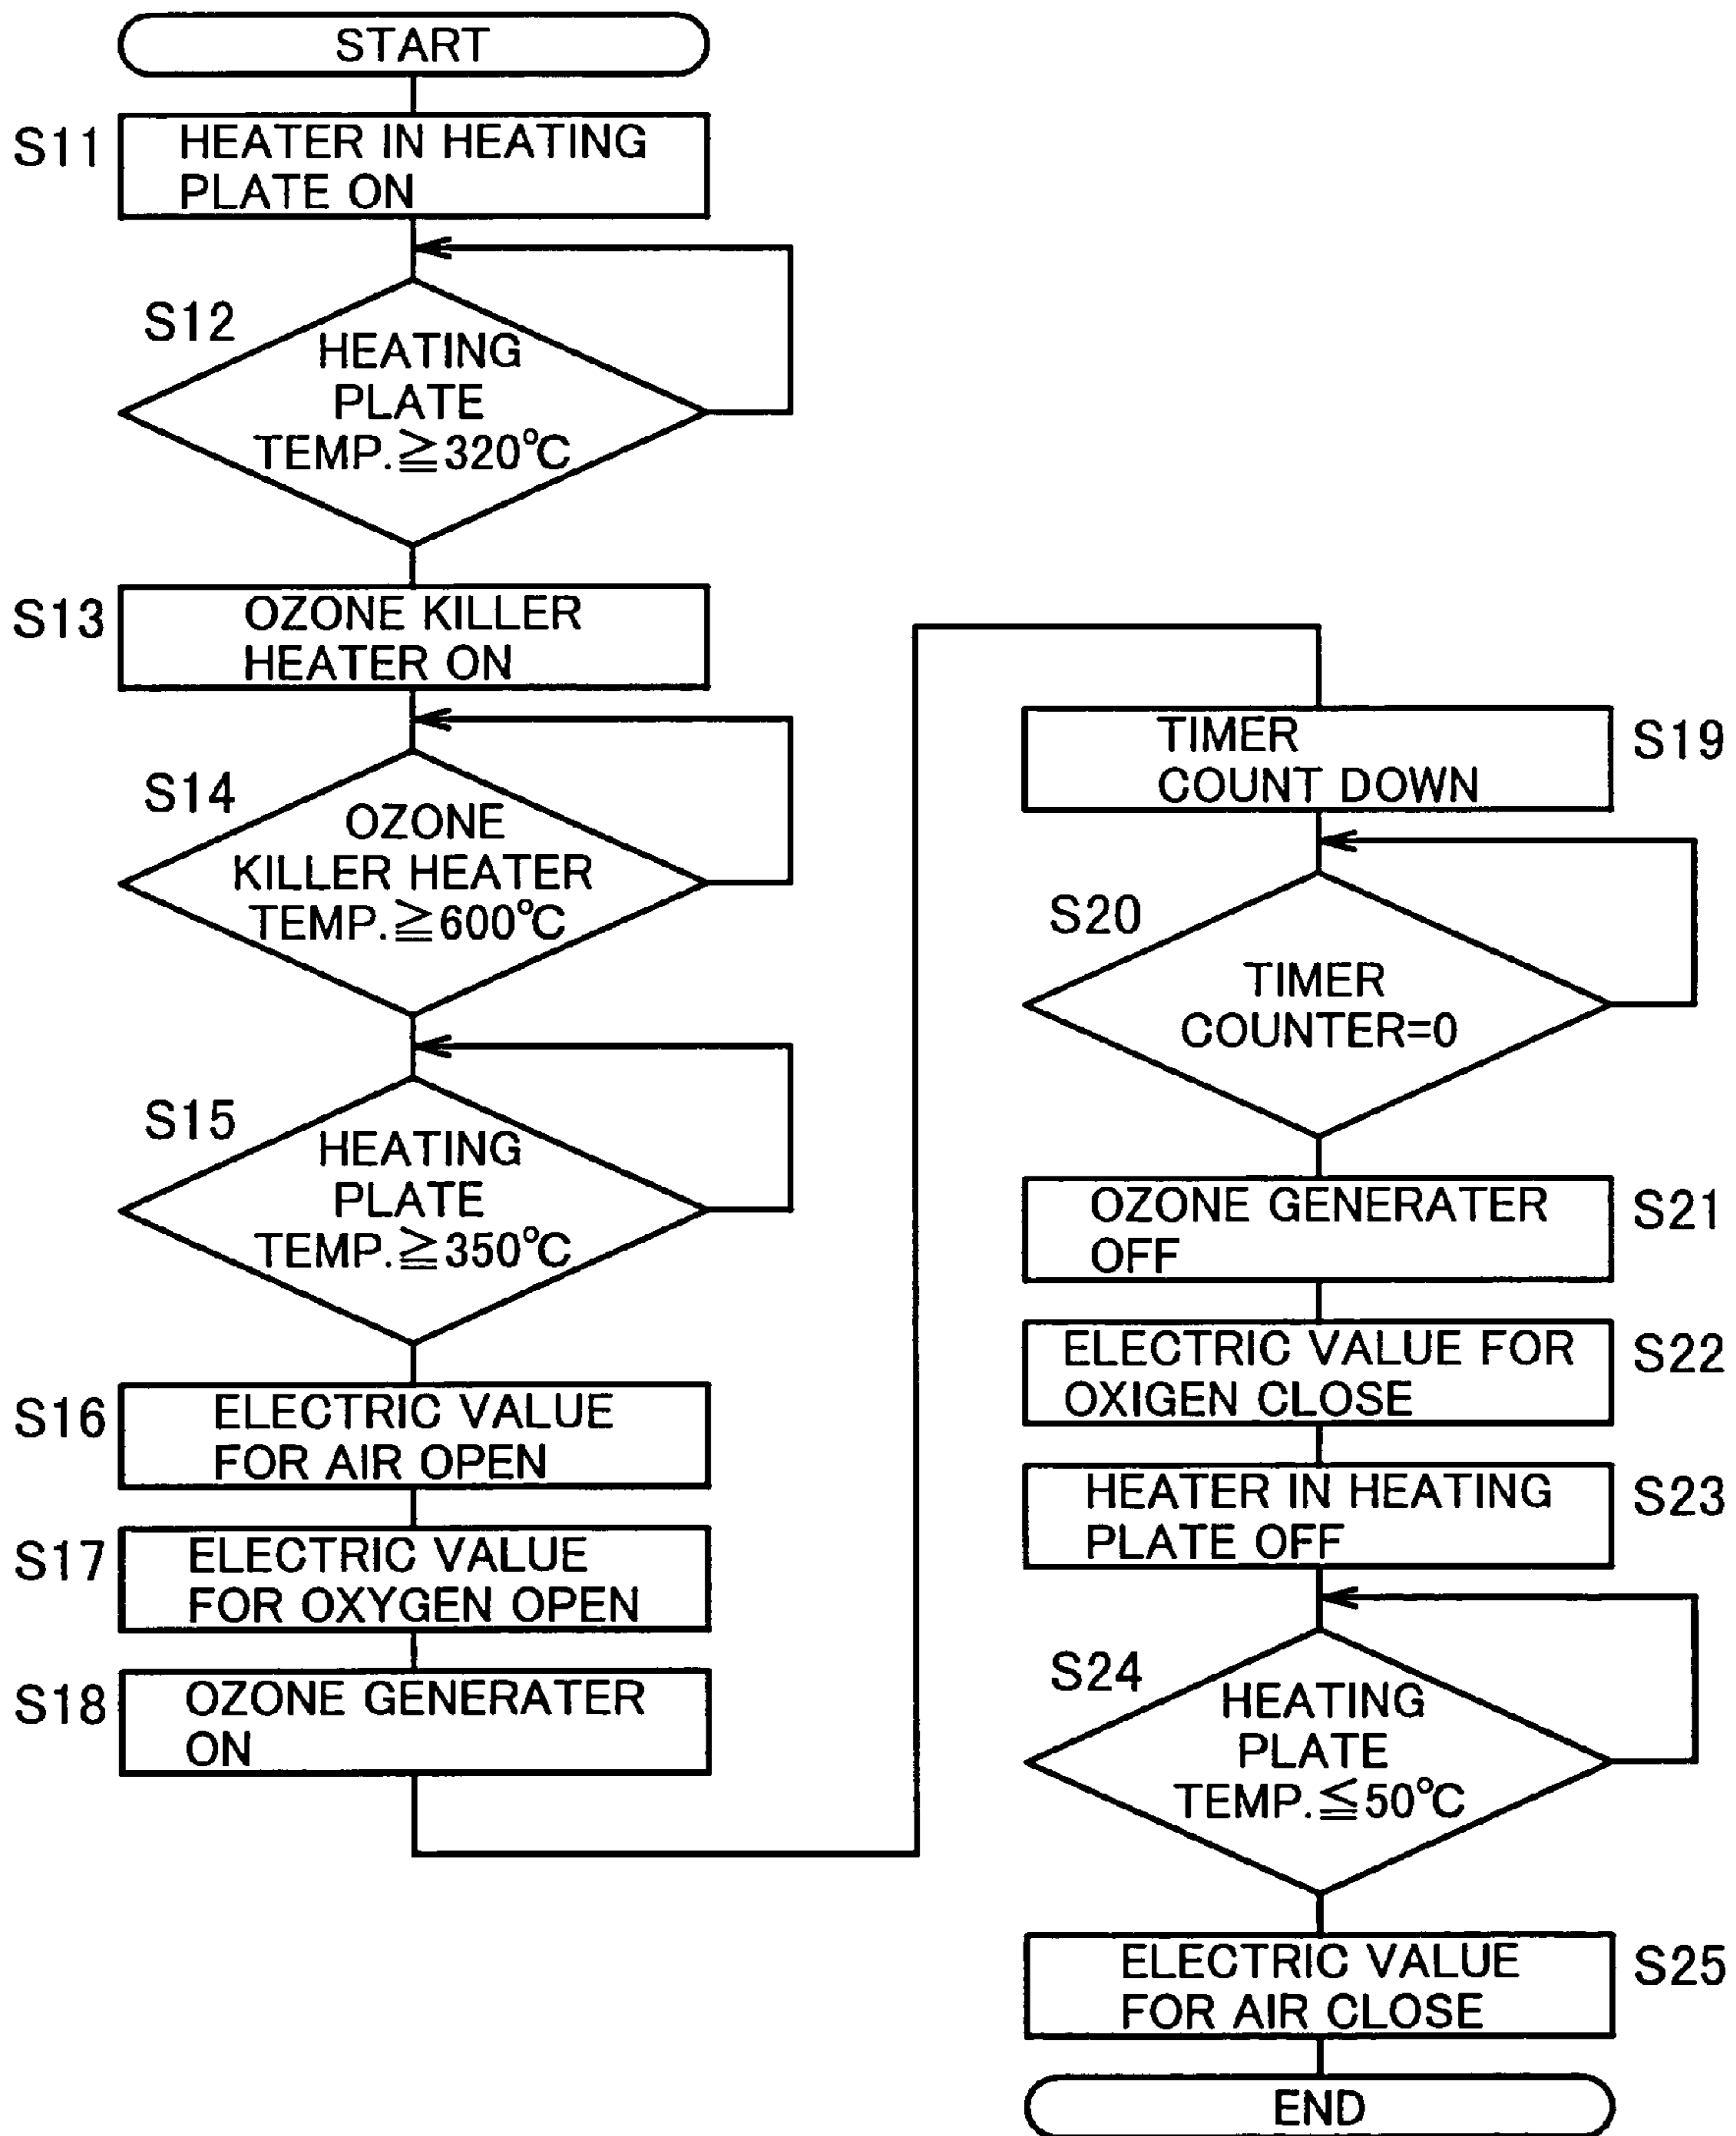 START
S11
HEATER IN HEATING
PLATE ON
S12
HEATING
PLATE
TEMP.≧320°C
S13
OZONE KILLER
HEATER ON
S14
OZONE
KILLER HEATER
TEMP.≧600°C
S15
HEATING
PLATE
TEMP.≧350°C
S16
ELECTRIC VALUE
FOR AIR OPEN
S17
ELECTRIC VALUE
FOR OXYGEN OPEN
S18
OZONE GENERATER
ON
TIMER
COUNT DOWN
S19
S20
TIMER
COUNTER=0
OZONE GENERATER
OFF
S21
ELECTRIC VALUE FOR
OXIGEN CLOSE
S22
HEATER IN HEATING
PLATE OFF
S23
S24
HEATING
PLATE
TEMP.≦50°C
ELECTRIC VALUE
FOR AIR CLOSE
S25
END